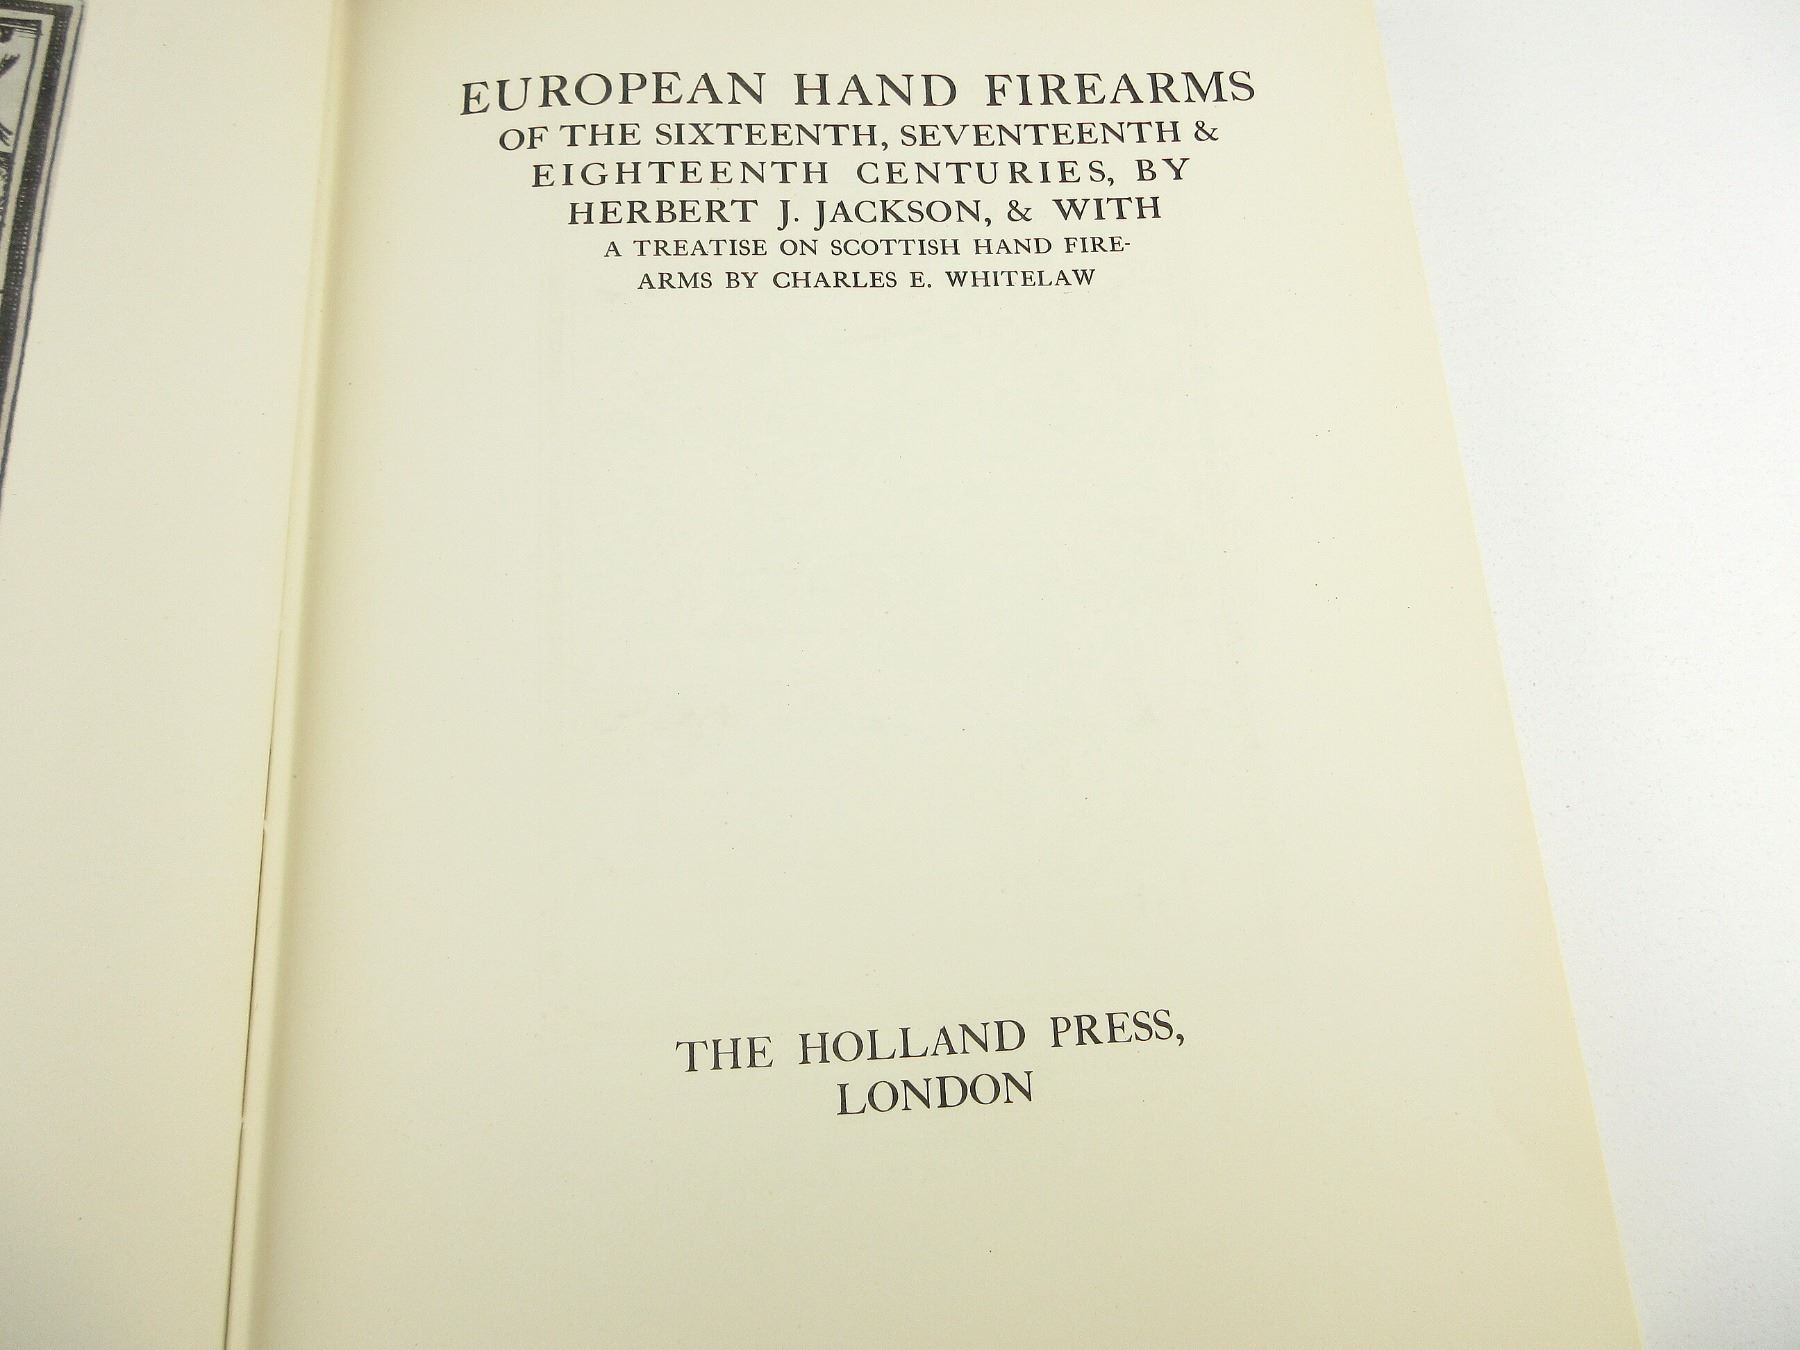 EUROPEAN HAND FIREARMS
OF THE SIXTEENTH, SEVENTEENTH &
EIGHTEENTH CENTURIES, BY
HERBERT J. JACKSON, & WITH
A TREATISE ON SCOTTISH HAND FIRE-
ARMS BY CHARLES E. WHITELAW
THE HOLLAND PRESS,
LONDON